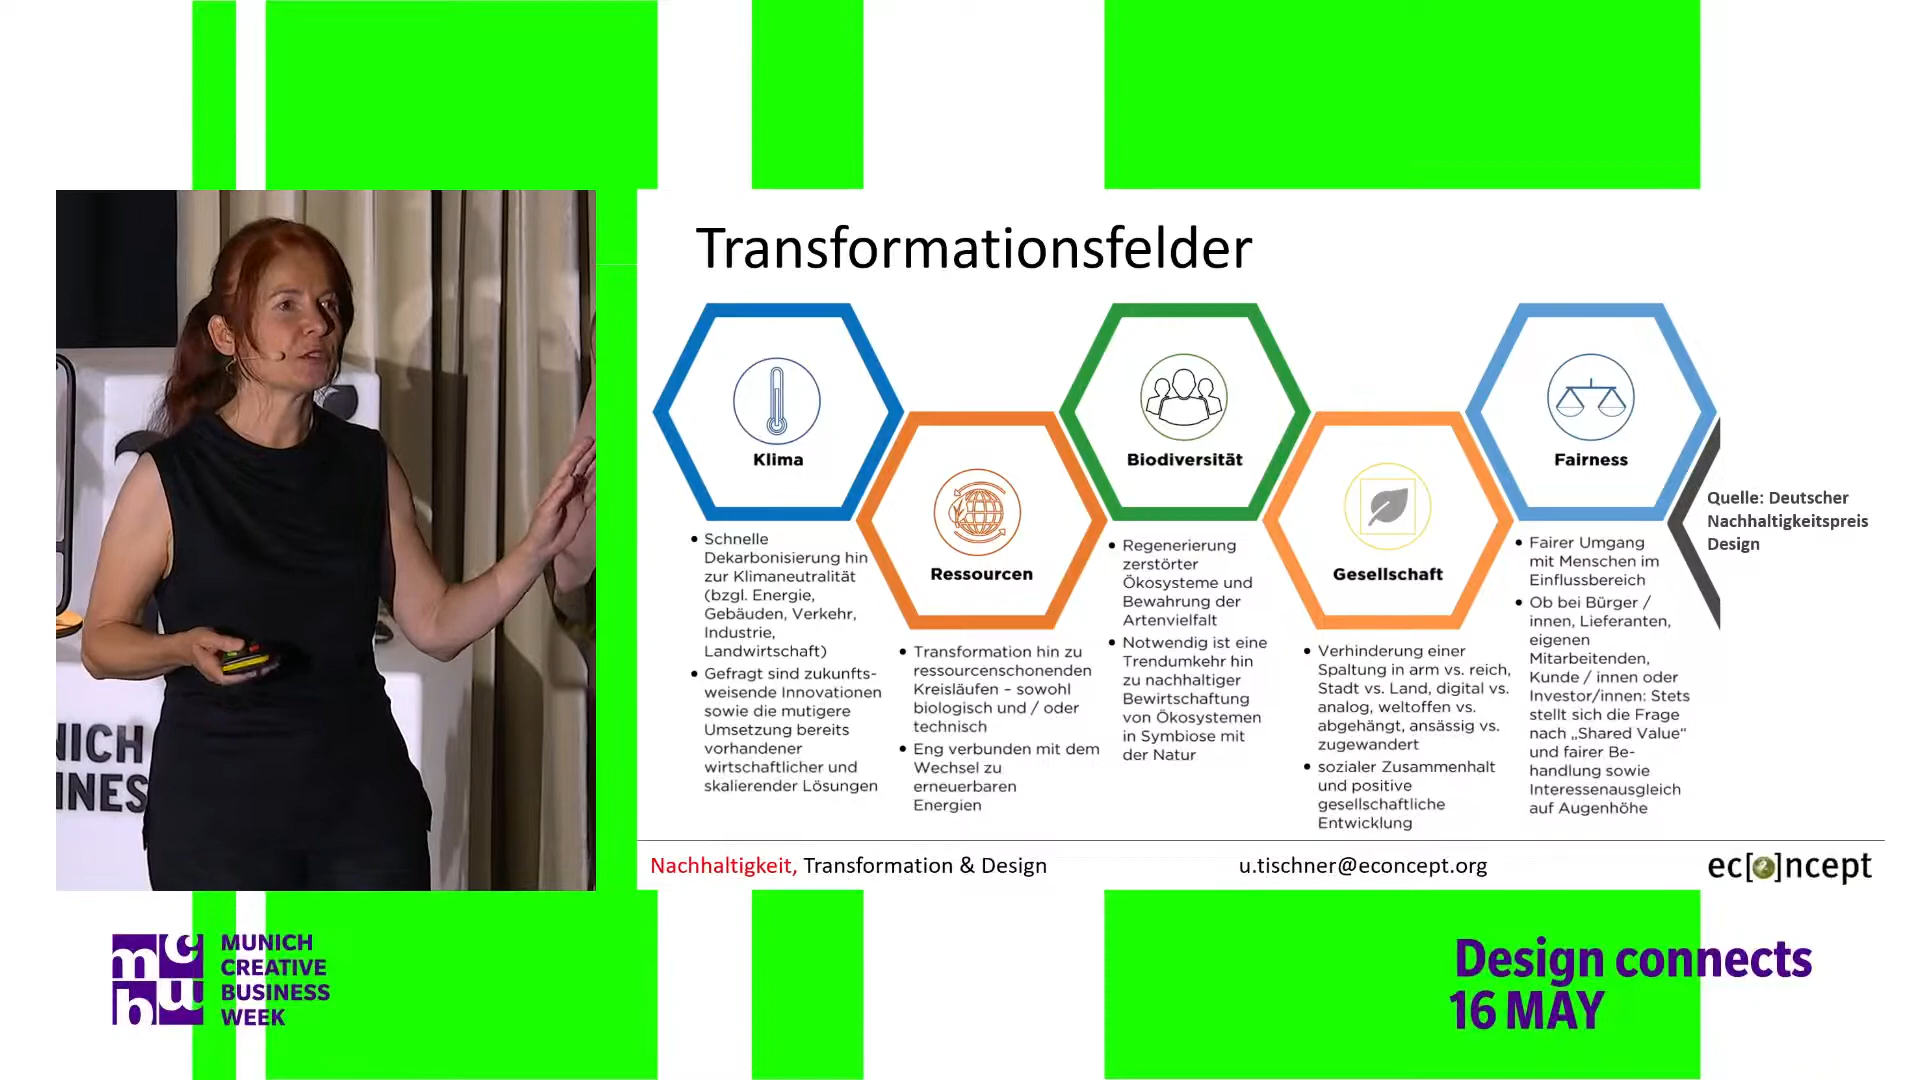 Transformationsfelder
Klima
Schnelle
Dekarbonisierung hin
zur Klimaneutralität
(bzgl. Energie,
Gebäuden, Verkehr,
Industrie,
Landwirtschaft)
Gefragt sind zukunfts-
weisende Innovationen
sowie die mutigere
Umsetzung bereits
vorhandener
wirtschaftlicher und
skalierender Lösungen
Ressourcen
Transformation hin zu
ressourcenschonenden
Kreisläufen – sowohl
biologisch und / oder
technisch
Eng verbunden mit dem
Wechsel zu
erneuerbaren
Energien
Biodiversität
Regenerierung
zerstörter
Ökosysteme und
Bewahrung der
Artenvielfalt
Notwendig ist eine
Trendumkehr hin
zu nachhaltiger
Bewirtschaftung
von Ökosystemen
in Symbiose mit
der Natur
Gesellschaft
Verhinderung einer
Spaltung in arm vs. reich,
Stadt vs. Land, digital vs.
analog, weltoffen vs.
abgehängt, ansässig vs.
zugewandert
sozialer Zusammenhalt
und positive
gesellschaftliche
Entwicklung
Fairness
Fairer Umgang
mit Menschen im
Einflussbereich
Ob bei Bürger /
innen, Lieferanten,
eigenen
Mitarbeitenden,
Kunde / innen oder
Investor/innen: Stets
stellt sich die Frage
nach „Shared Value“
und fairer Be-
handlung sowie
Interessenausgleich
auf Augenhöhe
Quelle: Deutscher
Nachhaltigkeitspreis
Design
Nachhaltigkeit, Transformation & Design
u.tischner@econcept.org
ec[o]ncept
NICH
INES
mcbw
MUNICH
CREATIVE
BUSINESS
WEEK
Design connects
16 MAY